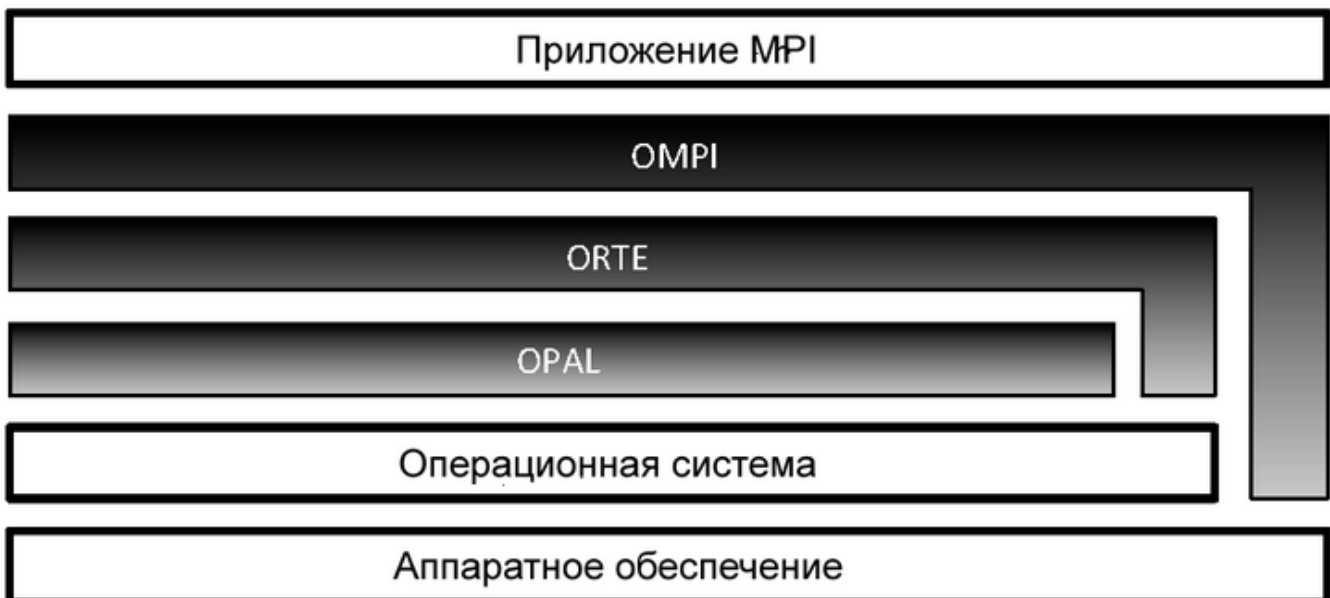 Приложение MPI
OMPI
ORTE
OPAL
Операционная система
Аппаратное обеспечение